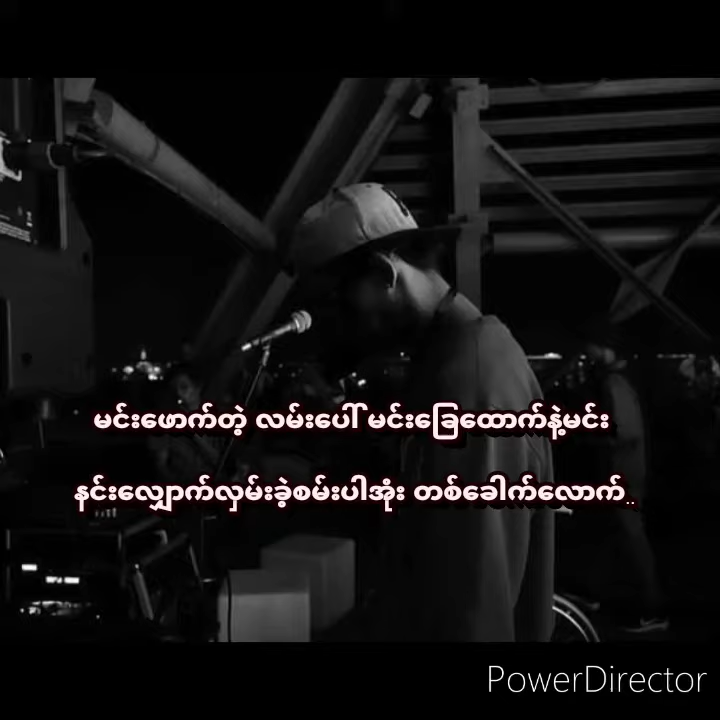 မင်းဖောက်တဲ့ လမ်းပေါ် မင်းခြေထောက်နဲ့မင်း
နင်းလျှောက်လှမ်းခဲ့စမ်းပါအုံး တစ်ခေါက်လောက်..
PowerDirector